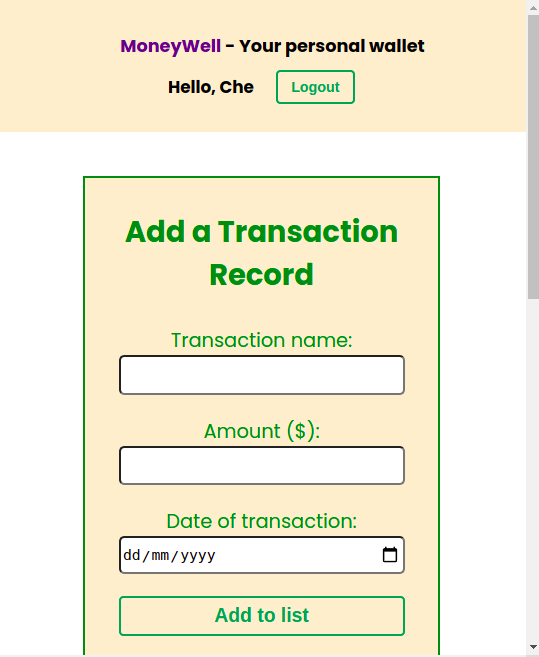 MoneyWell - Your personal wallet
Hello, Che Logout
Add a Transaction
Record
Transaction name:
Amount ($):
Date of transaction:
dd/mm/yyyy
Add to list